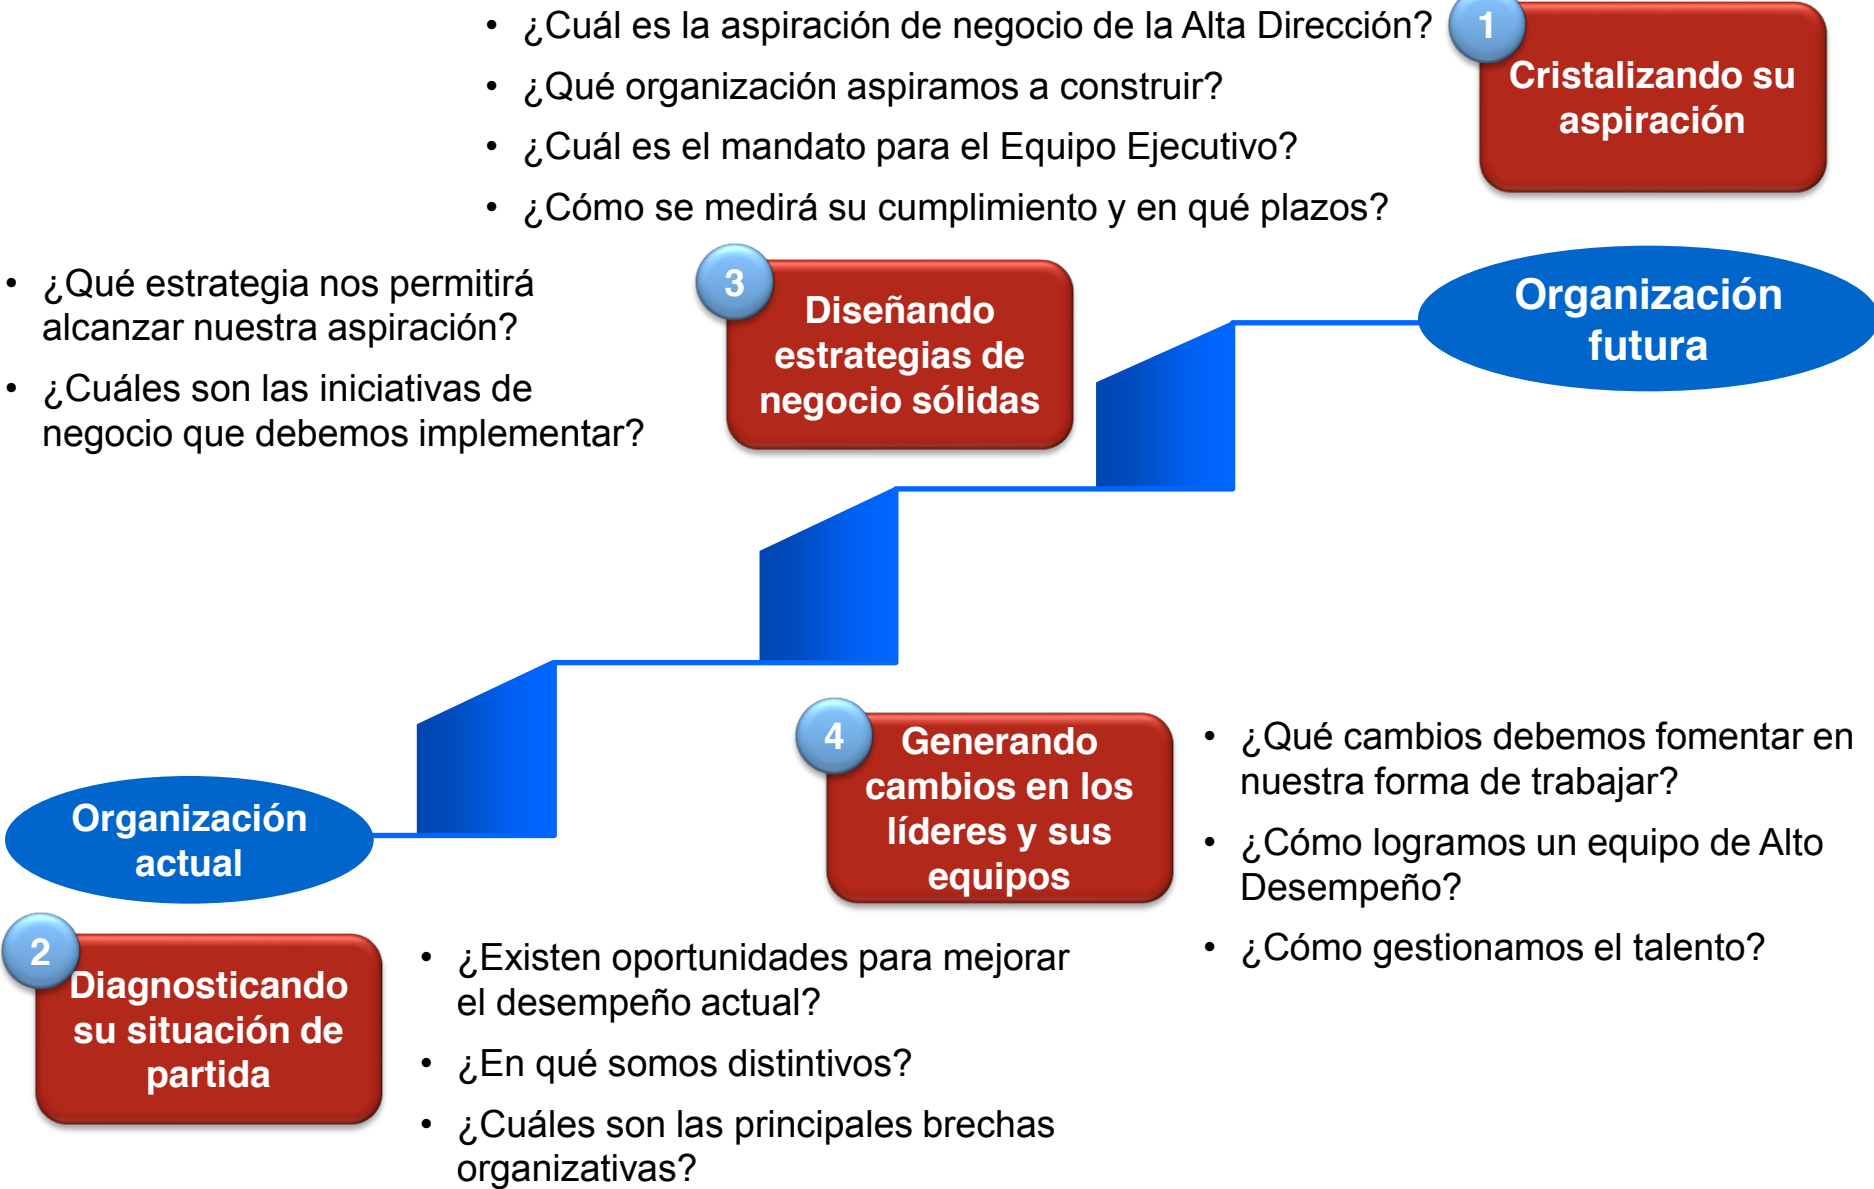 • ¿Cuál es la aspiración de negocio de la Alta Dirección?
• ¿Qué organización aspiramos a construir?
• ¿Cuál es el mandato para el Equipo Ejecutivo?
• ¿Cómo se medirá su cumplimiento y en qué plazos?
1
Cristalizando su
aspiración
• ¿Qué estrategia nos permitirá
alcanzar nuestra aspiración?
• ¿Cuáles son las iniciativas de
negocio que debemos implementar?
3
Diseñando
estrategias de
negocio sólidas
Organización
futura
Organización
actual
4
Generando
cambios en los
líderes y sus
equipos
• ¿Qué cambios debemos fomentar en
nuestra forma de trabajar?
• ¿Cómo logramos un equipo de Alto
Desempeño?
• ¿Cómo gestionamos el talento?
2
Diagnosticando
su situación de
partida
• ¿Existen oportunidades para mejorar
el desempeño actual?
• ¿En qué somos distintivos?
• ¿Cuáles son las principales brechas
organizativas?